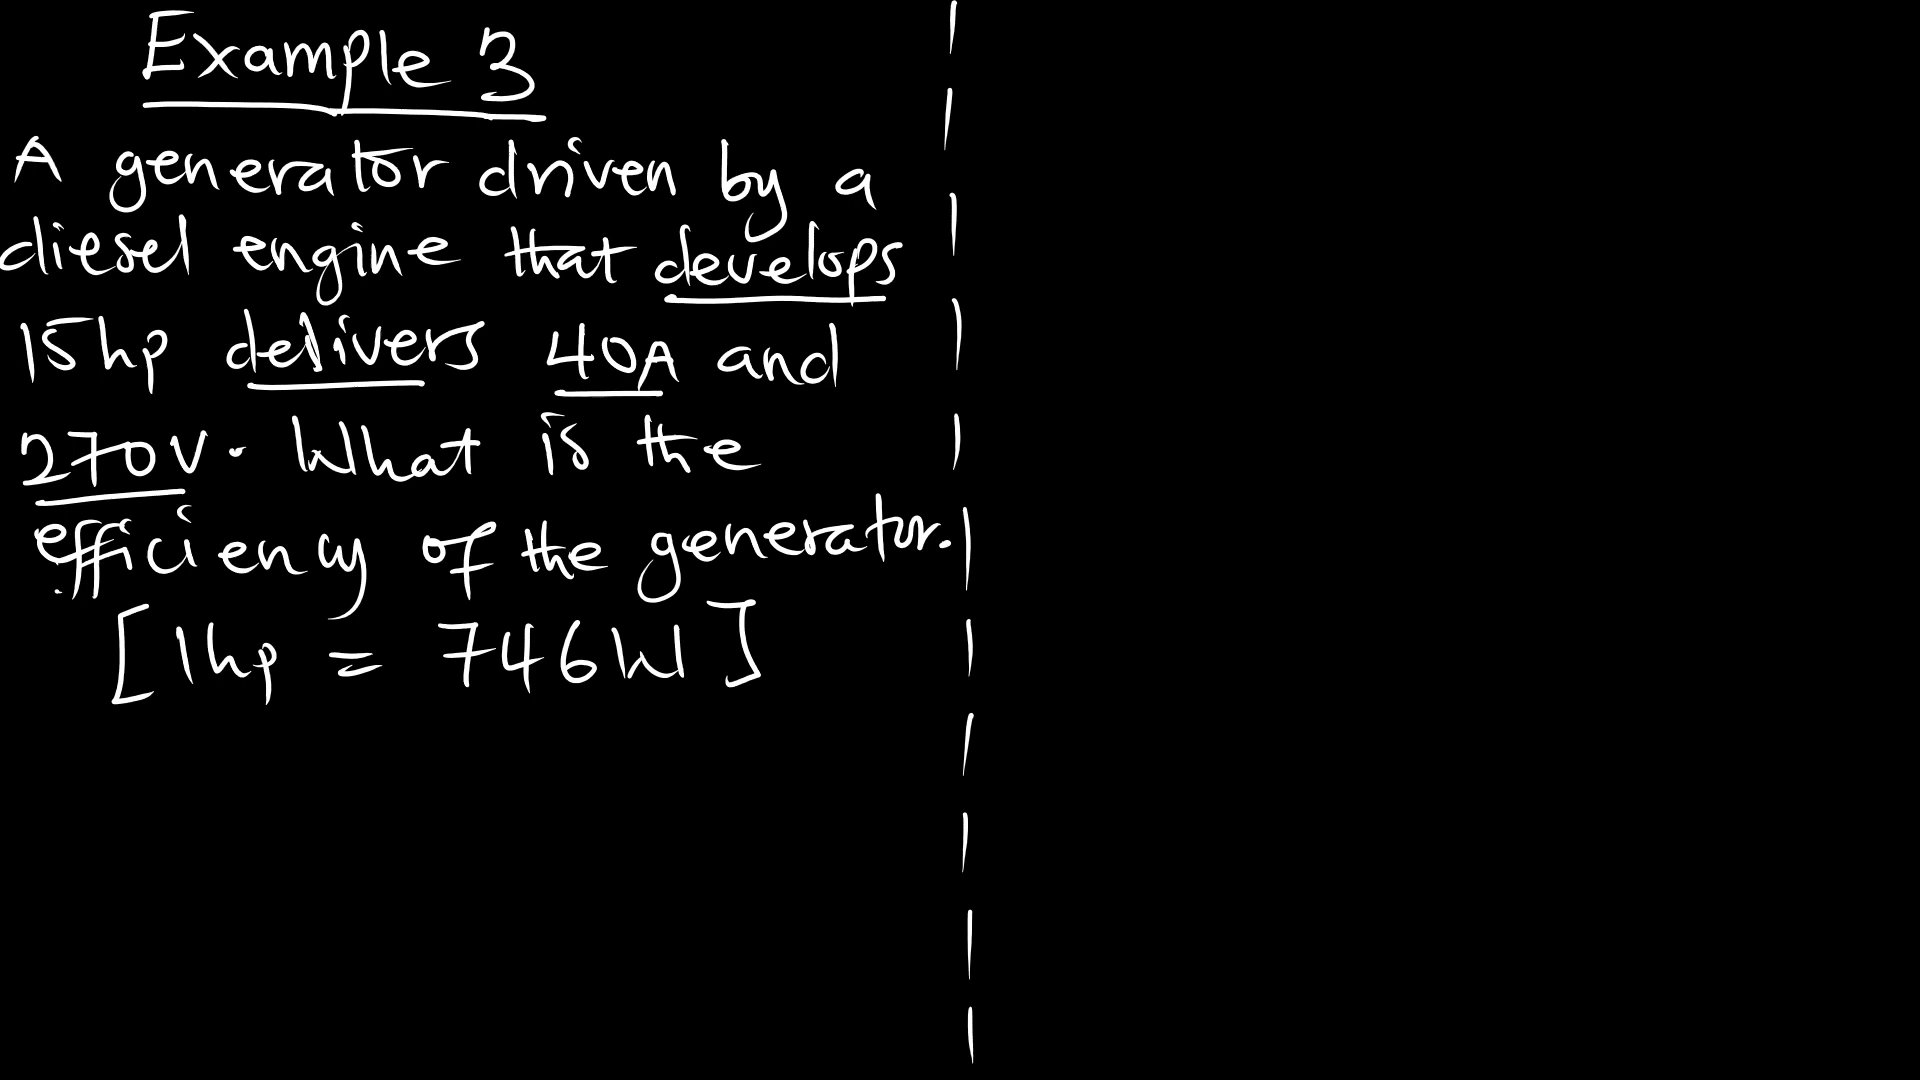 Example 3
A generator driven by a
diesel engine that develops
15hp delivers 40A and
270V. What is the
efficiency of the generator.
[1hp = 746W]